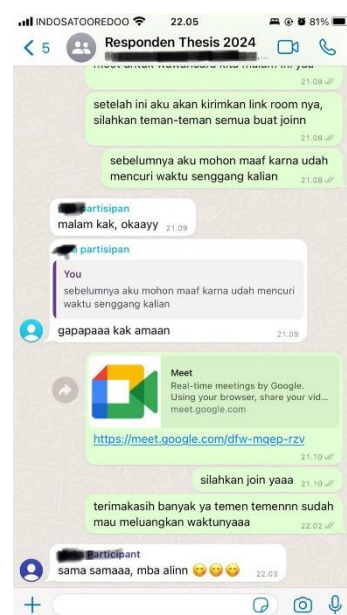 INDOSATOOREDOO 22.05 81%
5 Responden Thesis 2024
21.08
setelah ini aku akan kirimkan link room nya,
silahkan teman-teman semua buat joinn
21.08
sebelumnya aku mohon maaf karna udah
mencuri waktu senggang kalian
21.08
partisipan
malam kak, okaayy 21.09
partisipan
You
sebelumnya aku mohon maaf karna udah mencuri
waktu senggang kalian
gapapaaa kak amaan
21.09
Meet
Real-time meetings by Google.
Using your browser, share your vid...
meet.google.com
https://meet.google.com/dfw-mqep-rzv
21.10
silahkan join yaaa 21.10
terimakasih banyak ya temen temennn sudah
mau meluangkan waktunyaaa
22.02
Participant
sama samaaa, mba alinn 😋😋😋 22.03